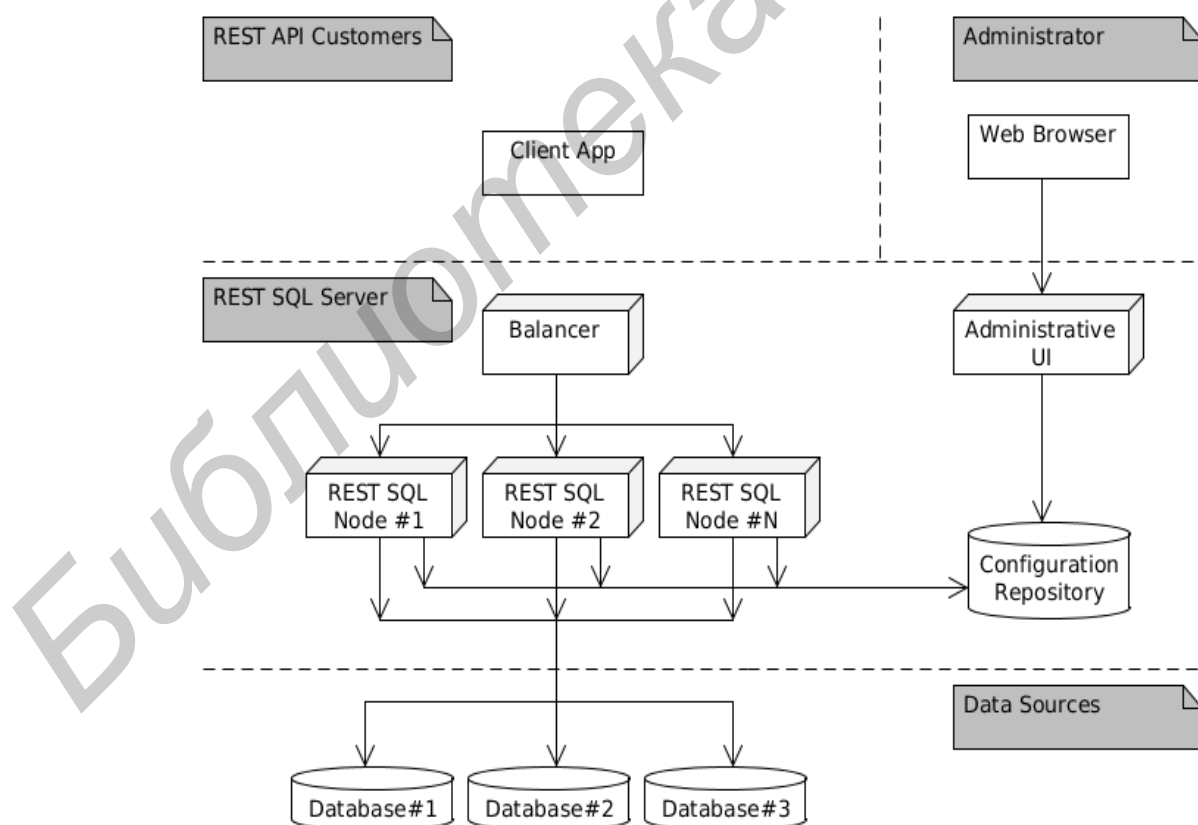 REST API Customers
Administrator
Client App
Web Browser
REST SQL Server
Balancer
Administrative
UI
REST SQL
Node #1
REST SQL
Node #2
REST SQL
Node #N
Configuration
Repository
Data Sources
Database#1
Database#2
Database#3
Библиотека